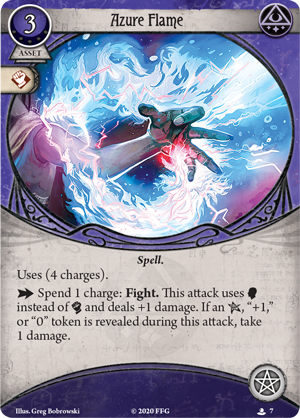 Azure Flame
3
ASSET
Spell.
Uses (4 charges).
Spend 1 charge: Fight. This attack uses
instead of and deals +1 damage. If an , “+1,”
or “0” token is revealed during this attack, take
1 damage.
Illus. Greg Bobrowski © 2020 FFG 7